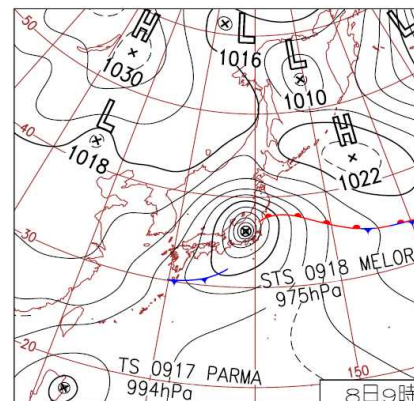 50
H
1030
L
1016
L
1010
L
40
L
1018
H
1022
30
STS 0918 MELOR
975hPa
20
TS 0917 PARMA
994hPa
150
8日9時